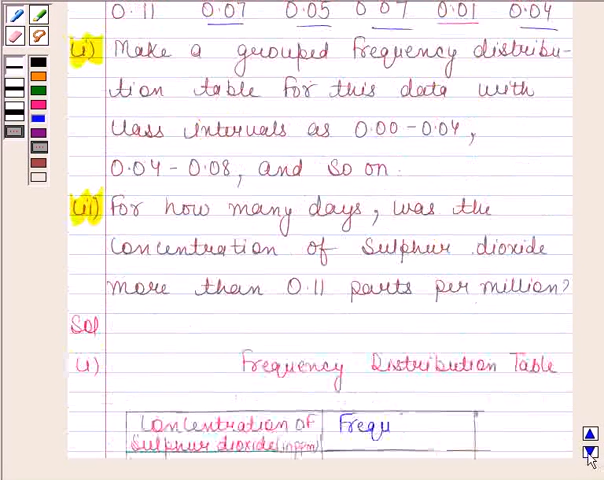 0.11 0.07 0.05 0.07 0.01 0.04
(i) Make a grouped frequency distribu-
tion table for this data with
class intervals as 0.00-0.04,
0.04-0.08, and so on.
(ii) For how many days, was the
concentration of Sulphur dioxide
more than 0.11 parts per million?
Sol
(i) Frequency Distribution Table
Concentration of Frequ
Sulphur dioxide (in ppm)